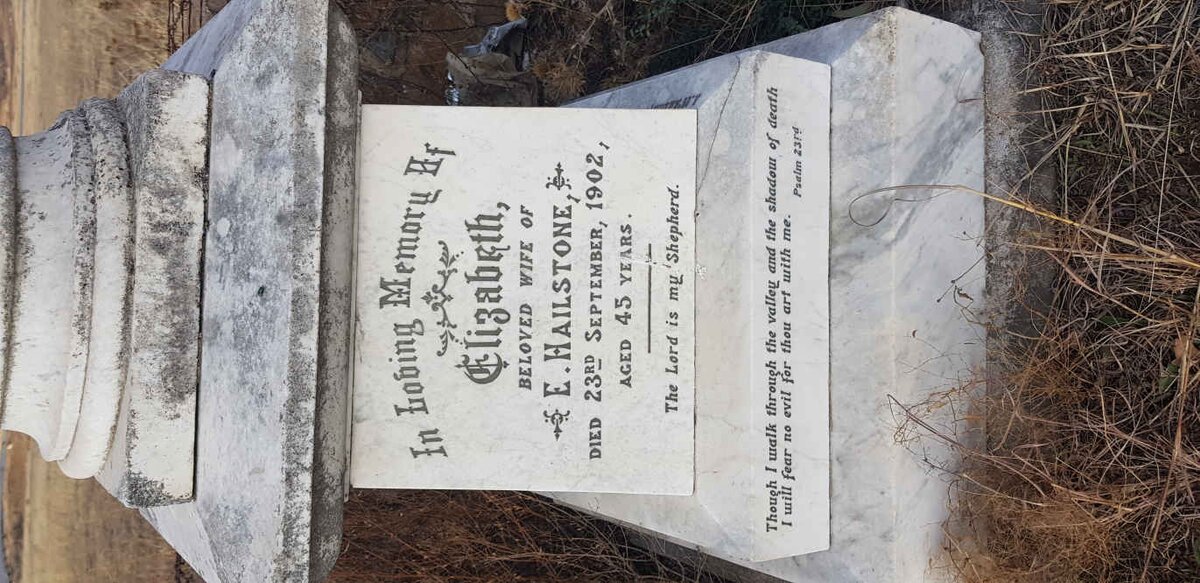 In Loving Memory Of
Elizabeth,
BELOVED WIFE OF
E. HAILSTONE,
DIED 23RD SEPTEMBER, 1902,
AGED 45 YEARS.
The Lord is my Shepherd.
Though I walk through the valley and the shadow of death
I will fear no evil for thou art with me. Psalm 23rd